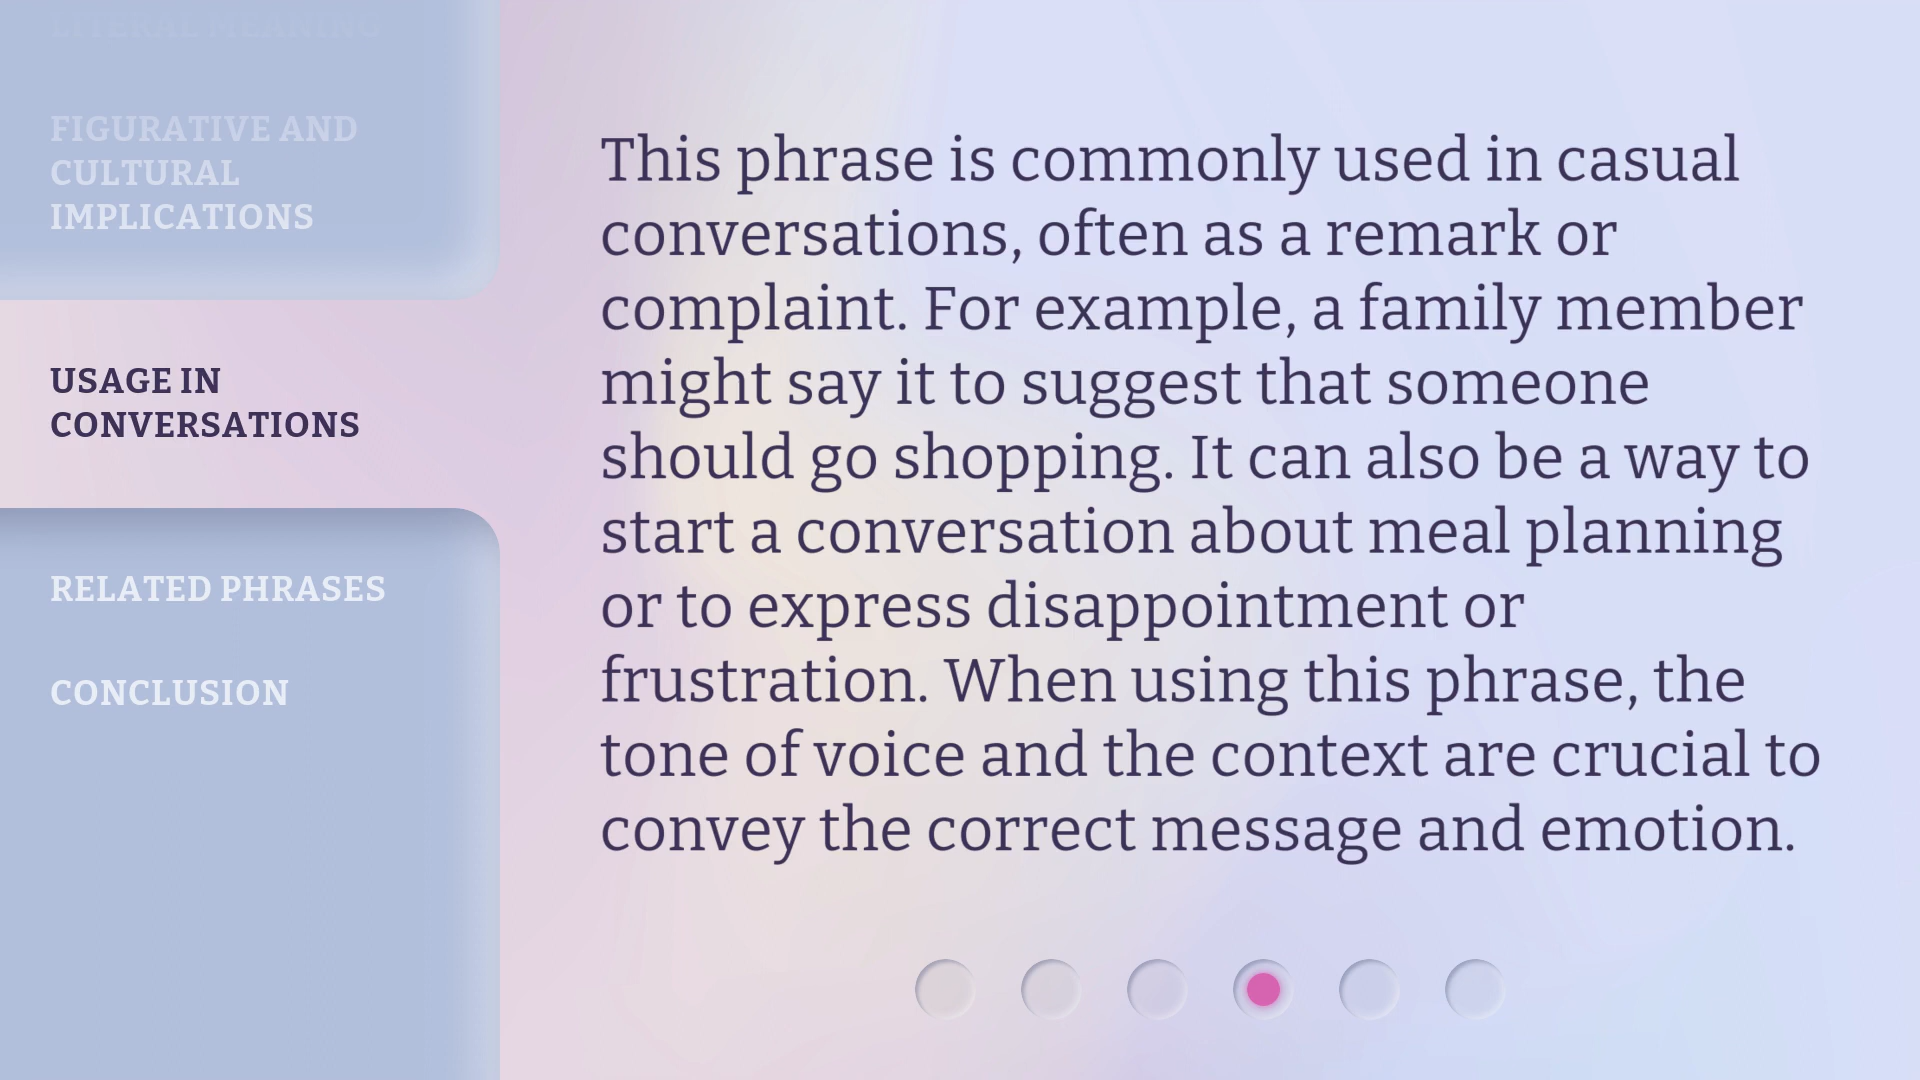 LITERAL MEANING
FIGURATIVE AND
CULTURAL
IMPLICATIONS
USAGE IN
CONVERSATIONS
RELATED PHRASES
CONCLUSION
This phrase is commonly used in casual
conversations, often as a remark or
complaint. For example, a family member
might say it to suggest that someone
should go shopping. It can also be a way to
start a conversation about meal planning
or to express disappointment or
frustration. When using this phrase, the
tone of voice and the context are crucial to
convey the correct message and emotion.